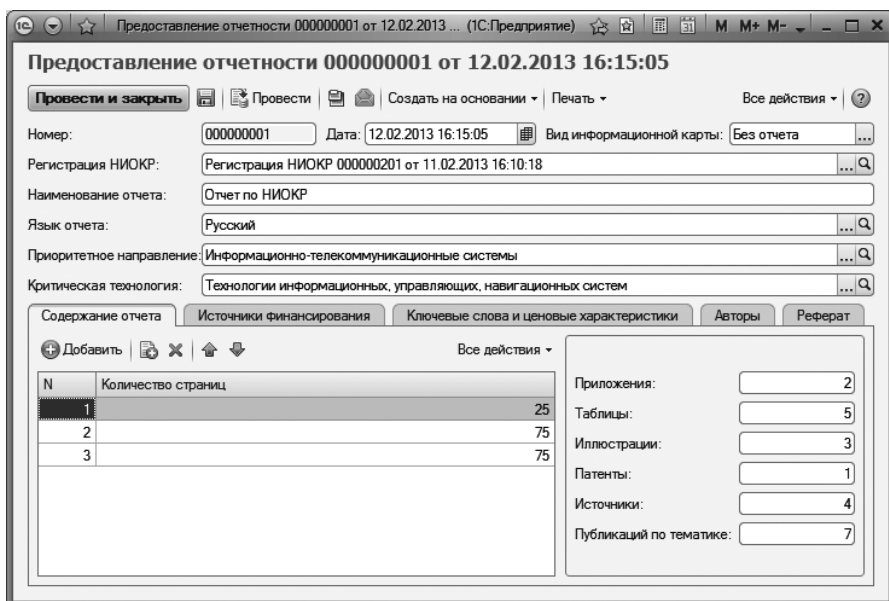 Предоставление отчетности 000000001 от 12.02.2013 ... (1С:Предприятие) 31 M M+ M-
Предоставление отчетности 000000001 от 12.02.2013 16:15:05
Провести и закрыть Провести Создать на основании Печать Все действия ?
Номер: 000000001 Дата: 12.02.2013 16:15:05 Вид информационной карты: Без отчета ...
Регистрация НИОКР: Регистрация НИОКР 000000201 от 11.02.2013 16:10:18 ...
Наименование отчета: Отчет по НИОКР
Язык отчета: Русский ...
Приоритетное направление: Информационно-телекоммуникационные системы ...
Критическая технология: Технологии информационных, управляющих, навигационных систем ...
Содержание отчета Источники финансирования Ключевые слова и ценовые характеристики Авторы Реферат
Добавить Все действия
N Количество страниц
1 25
2 75
3 75
Приложения: 2
Таблицы: 5
Иллюстрации: 3
Патенты: 1
Источники: 4
Публикаций по тематике: 7